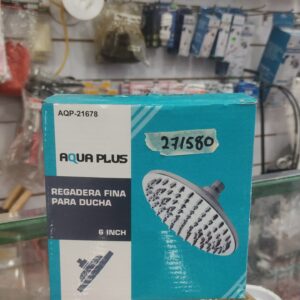 AQP-21678
271580
AQUA PLUS
REGADERA FINA
PARA DUCHA
6 INCH